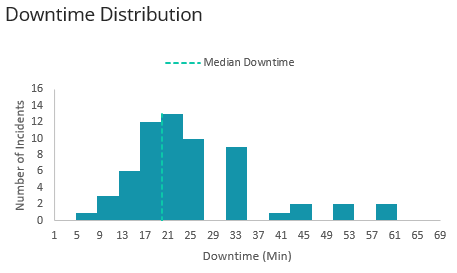 Downtime Distribution
Median Downtime
16
14
12
10
8
6
4
2
0
Number of Incidents
1 5 9 13 17 21 25 29 33 37 41 45 49 53 57 61 65 69
Downtime (Min)